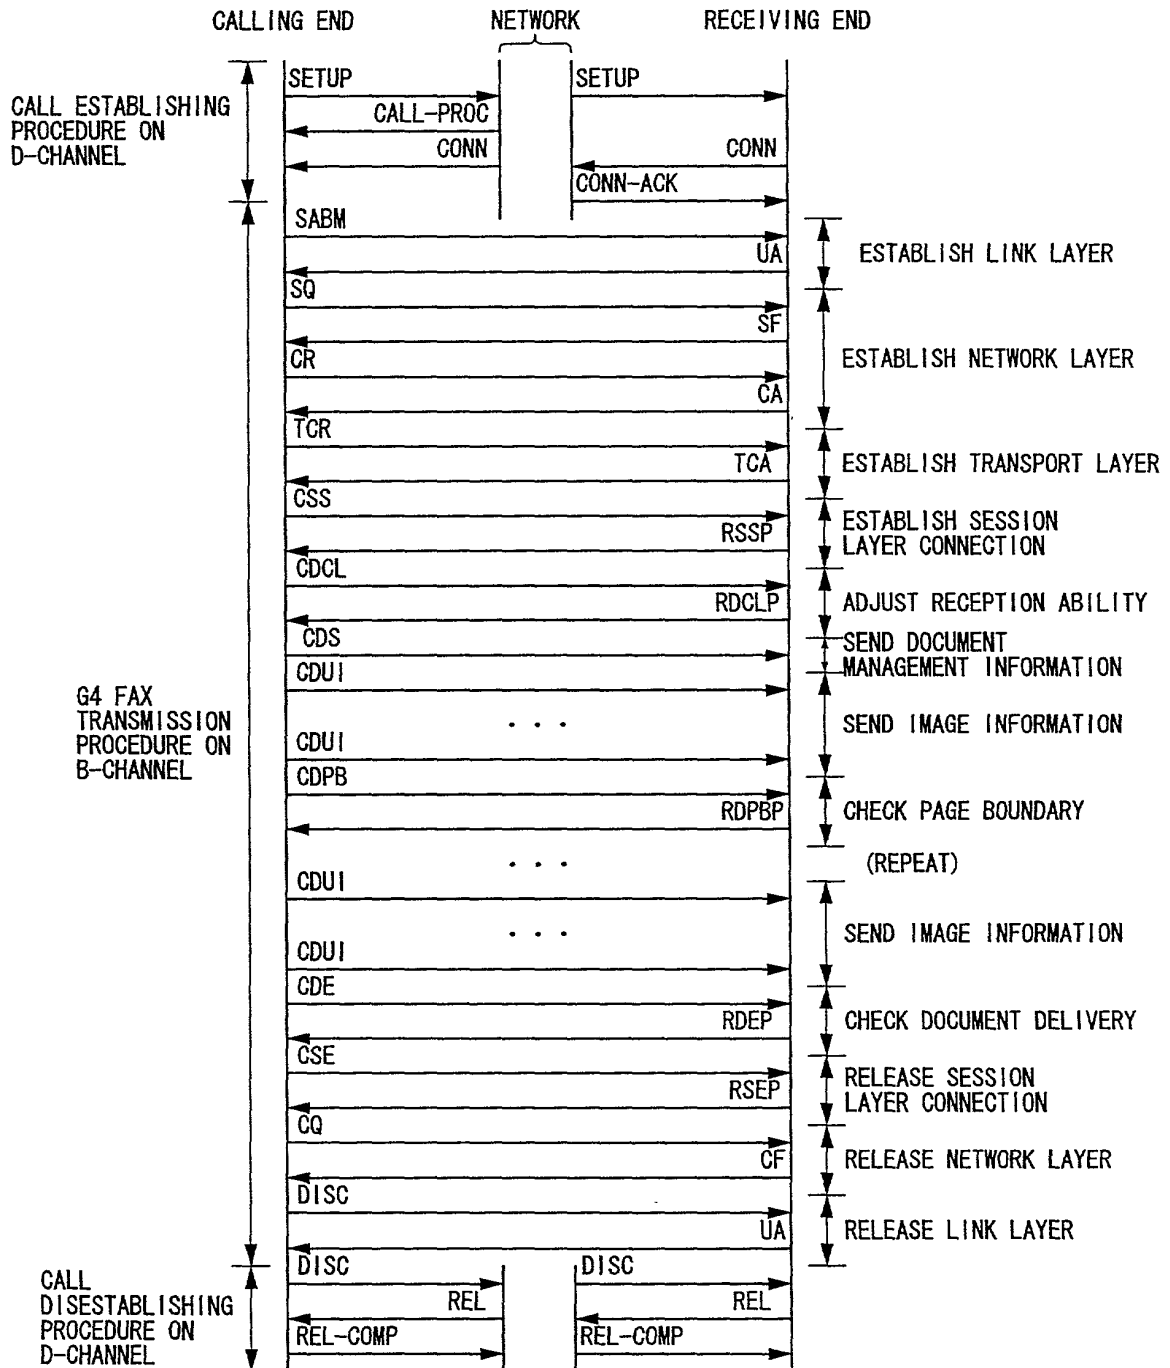 CALLING END NETWORK RECEIVING END
SETUP SETUP
CALL ESTABLISHING
PROCEDURE ON
D-CHANNEL
CALL-PROC
CONN CONN
CONN-ACK
SABM
UA
ESTABLISH LINK LAYER
SQ
SF
CR
ESTABLISH NETWORK LAYER
CA
TCR
TCA
ESTABLISH TRANSPORT LAYER
CSS
RSSP
ESTABLISH SESSION
LAYER CONNECTION
CDCL
RDCLP
ADJUST RECEPTION ABILITY
CDS
SEND DOCUMENT
MANAGEMENT INFORMATION
CDUI
G4 FAX
TRANSMISSION
PROCEDURE ON
B-CHANNEL
. . .
SEND IMAGE INFORMATION
CDUI
CDPB
RDPBP
CHECK PAGE BOUNDARY
. . .
(REPEAT)
CDUI
. . .
SEND IMAGE INFORMATION
CDUI
CDE
RDEP
CHECK DOCUMENT DELIVERY
CSE
RSEP
RELEASE SESSION
LAYER CONNECTION
CQ
CF
RELEASE NETWORK LAYER
DISC
UA
RELEASE LINK LAYER
DISC DISC
CALL
DISESTABLISHING
PROCEDURE ON
D-CHANNEL
REL REL
REL-COMP REL-COMP